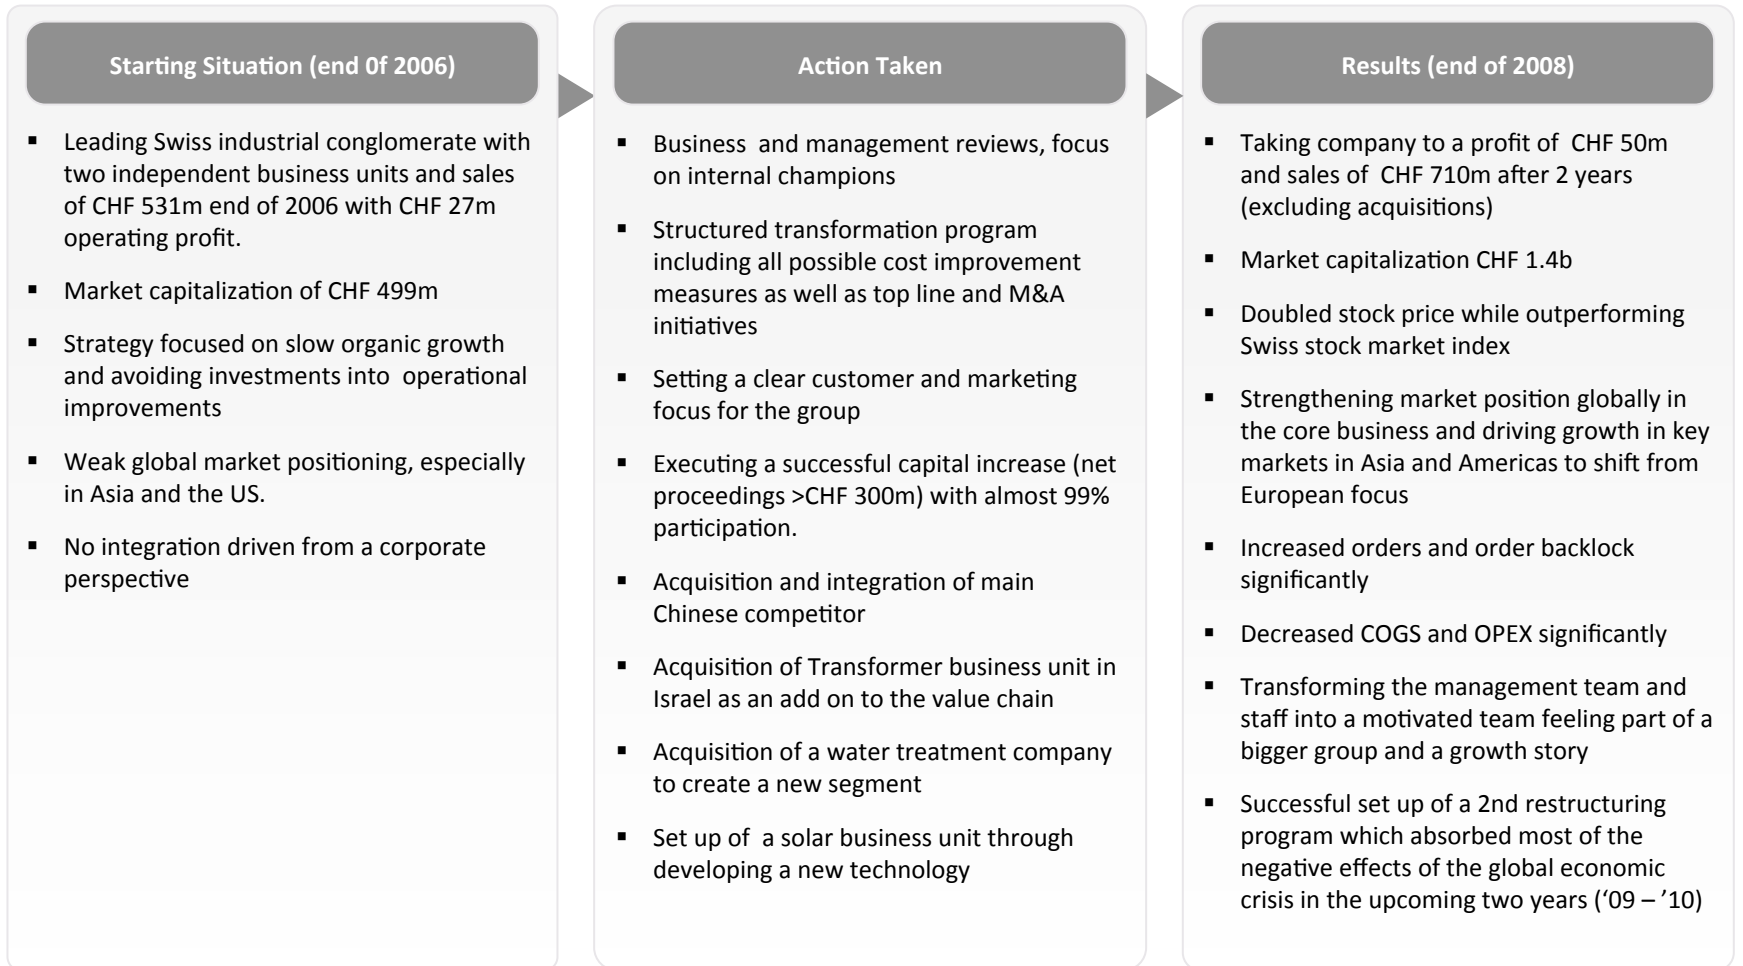 Starting Situation (end 0f 2006)
▪ Leading Swiss industrial conglomerate with
two independent business units and sales
of CHF 531m end of 2006 with CHF 27m
operating profit.
▪ Market capitalization of CHF 499m
▪ Strategy focused on slow organic growth
and avoiding investments into operational
improvements
▪ Weak global market positioning, especially
in Asia and the US.
▪ No integration driven from a corporate
perspective
Action Taken
▪ Business and management reviews, focus
on internal champions
▪ Structured transformation program
including all possible cost improvement
measures as well as top line and M&A
initiatives
▪ Setting a clear customer and marketing
focus for the group
▪ Executing a successful capital increase (net
proceedings >CHF 300m) with almost 99%
participation.
▪ Acquisition and integration of main
Chinese competitor
▪ Acquisition of Transformer business unit in
Israel as an add on to the value chain
▪ Acquisition of a water treatment company
to create a new segment
▪ Set up of a solar business unit through
developing a new technology
Results (end of 2008)
▪ Taking company to a profit of CHF 50m
and sales of CHF 710m after 2 years
(excluding acquisitions)
▪ Market capitalization CHF 1.4b
▪ Doubled stock price while outperforming
Swiss stock market index
▪ Strengthening market position globally in
the core business and driving growth in key
markets in Asia and Americas to shift from
European focus
▪ Increased orders and order backlock
significantly
▪ Decreased COGS and OPEX significantly
▪ Transforming the management team and
staff into a motivated team feeling part of a
bigger group and a growth story
▪ Successful set up of a 2nd restructuring
program which absorbed most of the
negative effects of the global economic
crisis in the upcoming two years (‘09 – ’10)